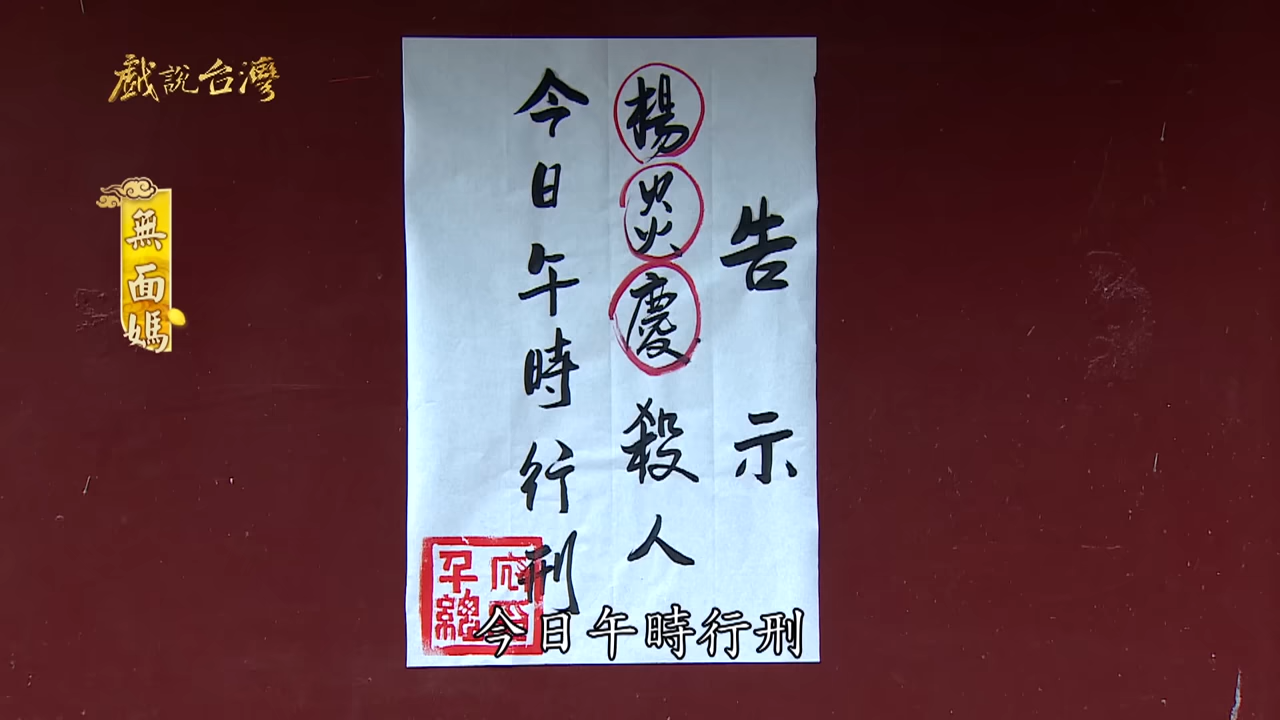 戲說台灣
無面媽
告示
楊炎慶殺人
今日午時行刑
今日午時行刑